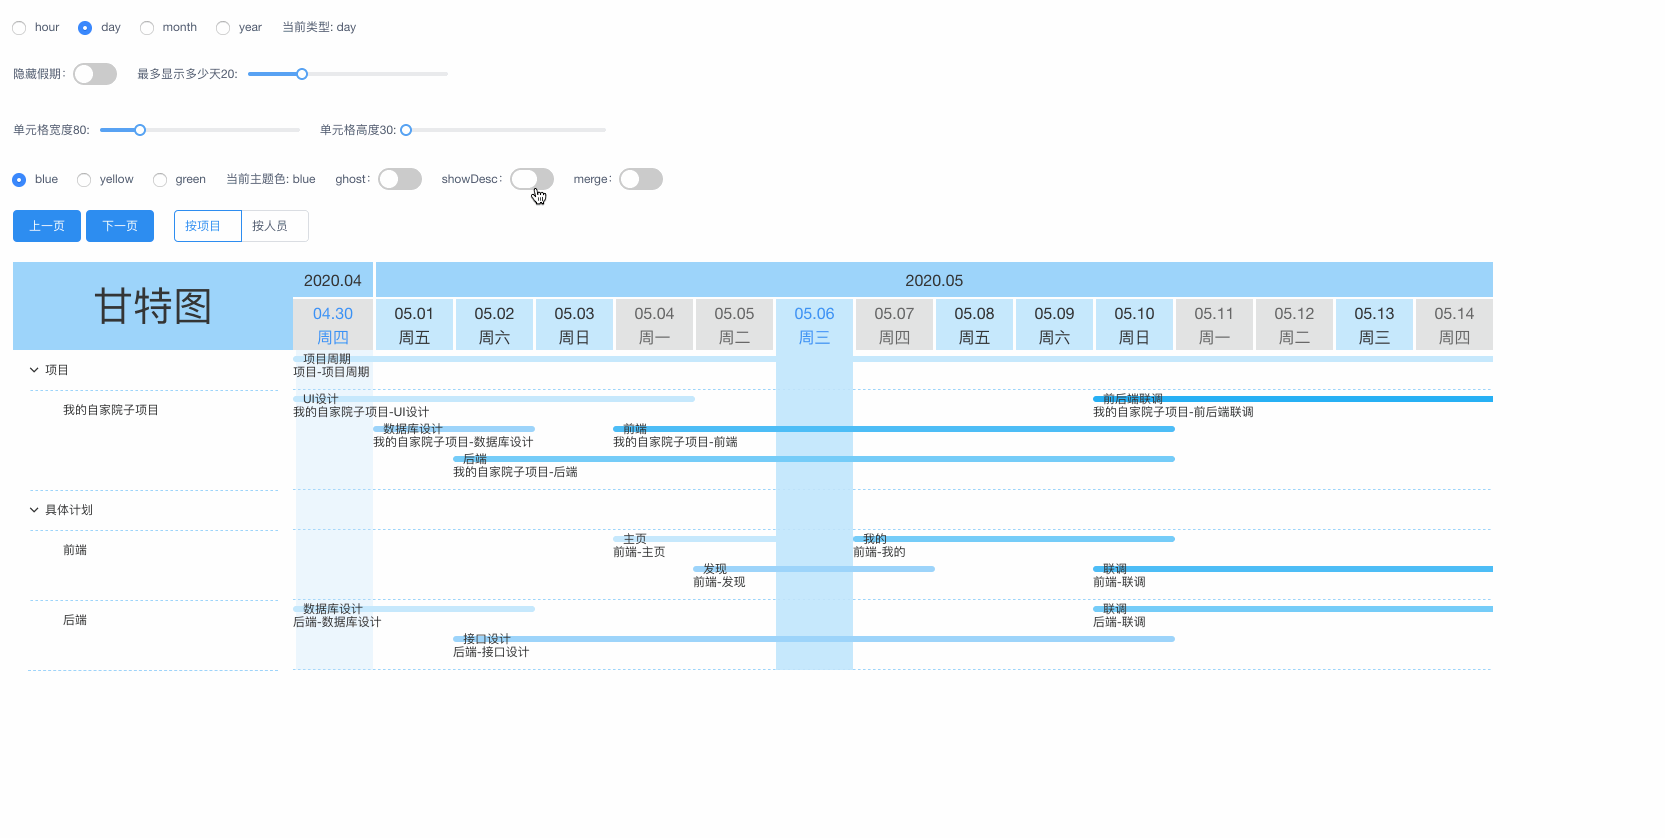 hour day month year 当前类型: day
隐藏假期: 最多显示多少天20:
单元格宽度80: 单元格高度30:
blue yellow green 当前主题色: blue ghost: showDesc: merge:
上一页 下一页 按项目 按人员
甘特图
2020.04 2020.05
04.30 05.01 05.02 05.03 05.04 05.05 05.06 05.07 05.08 05.09 05.10 05.11 05.12 05.13 05.14
周四 周五 周六 周日 周一 周二 周三 周四 周五 周六 周日 周一 周二 周三 周四
项目周期
项目
项目-项目周期
UI设计 前后端联调
我的自家院子项目
我的自家院子项目-UI设计 我的自家院子项目-前后端联调
数据库设计 前端
我的自家院子项目-数据库设计 我的自家院子项目-前端
后端
我的自家院子项目-后端
具体计划
主页 我的
前端
前端-主页 前端-我的
发现 联调
前端-发现 前端-联调
数据库设计 联调
后端
后端-数据库设计 后端-联调
接口设计
后端-接口设计